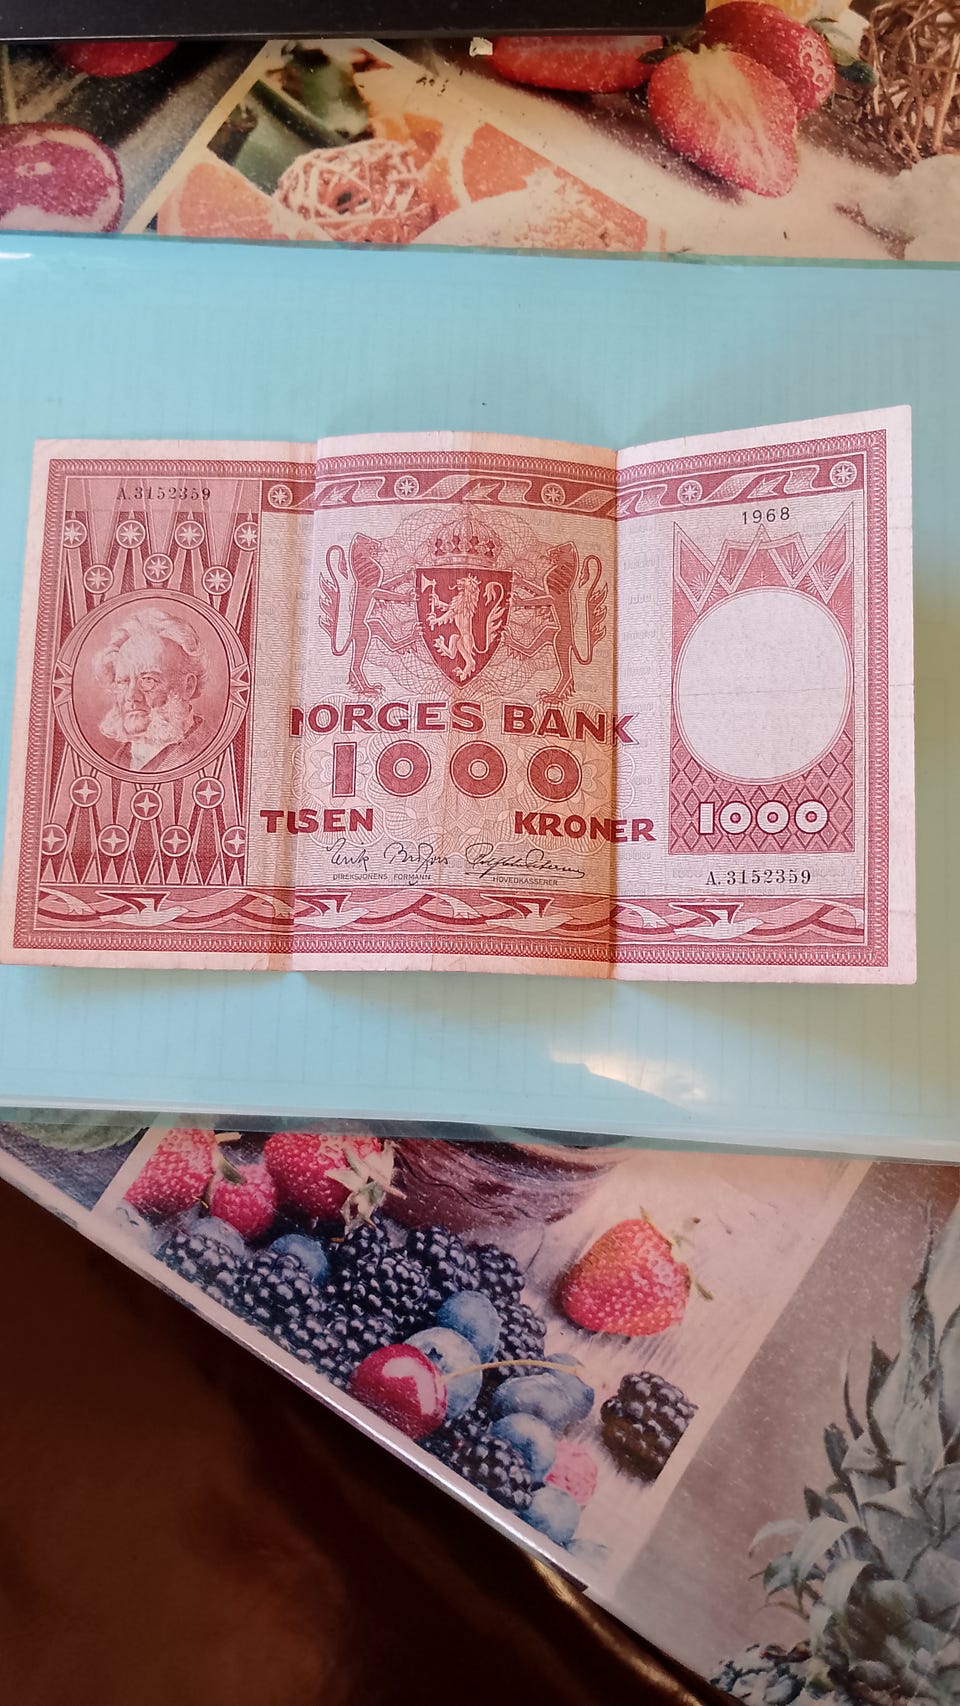 A.3152359
1968
NORGES BANK
1000
TUSEN KRONER
1000
DIREKSJONENS FORMANN
HOVEDKASSERER
A.3152359